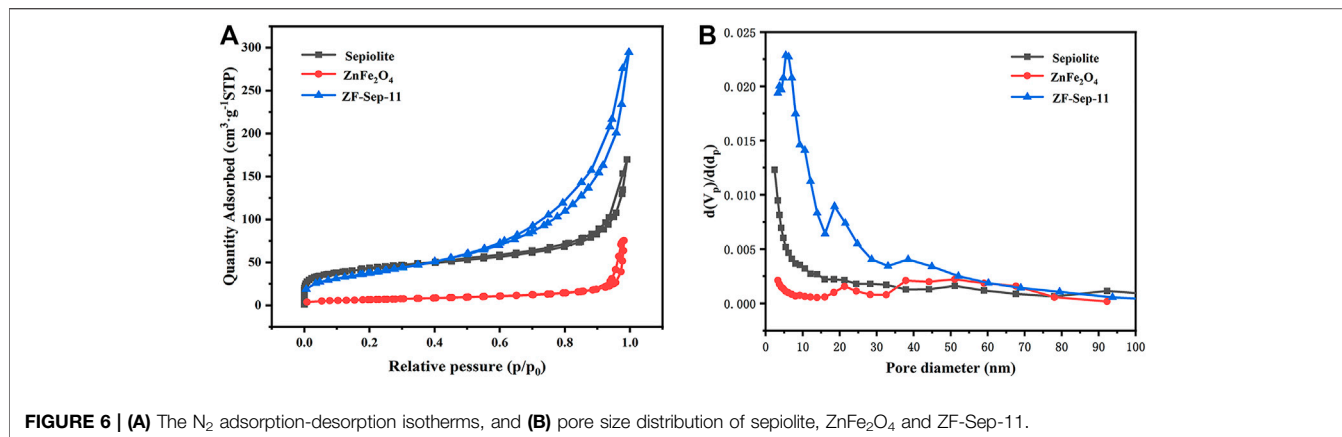 A
300
250
200
150
100
50
0
Quantity Adsorbed (cm³·g⁻¹STP)
Sepiolite
ZnFe₂O₄
ZF-Sep-11
0.0 0.2 0.4 0.6 0.8 1.0
Relative pessure (p/p₀)
B
0.025
0.020
0.015
0.010
0.005
0.000
d(Vₚ)/d(dₚ)
Sepiolite
ZnFe₂O₄
ZF-Sep-11
0 10 20 30 40 50 60 70 80 90 100
Pore diameter (nm)
FIGURE 6 | (A) The N₂ adsorption-desorption isotherms, and (B) pore size distribution of sepiolite, ZnFe₂O₄ and ZF-Sep-11.